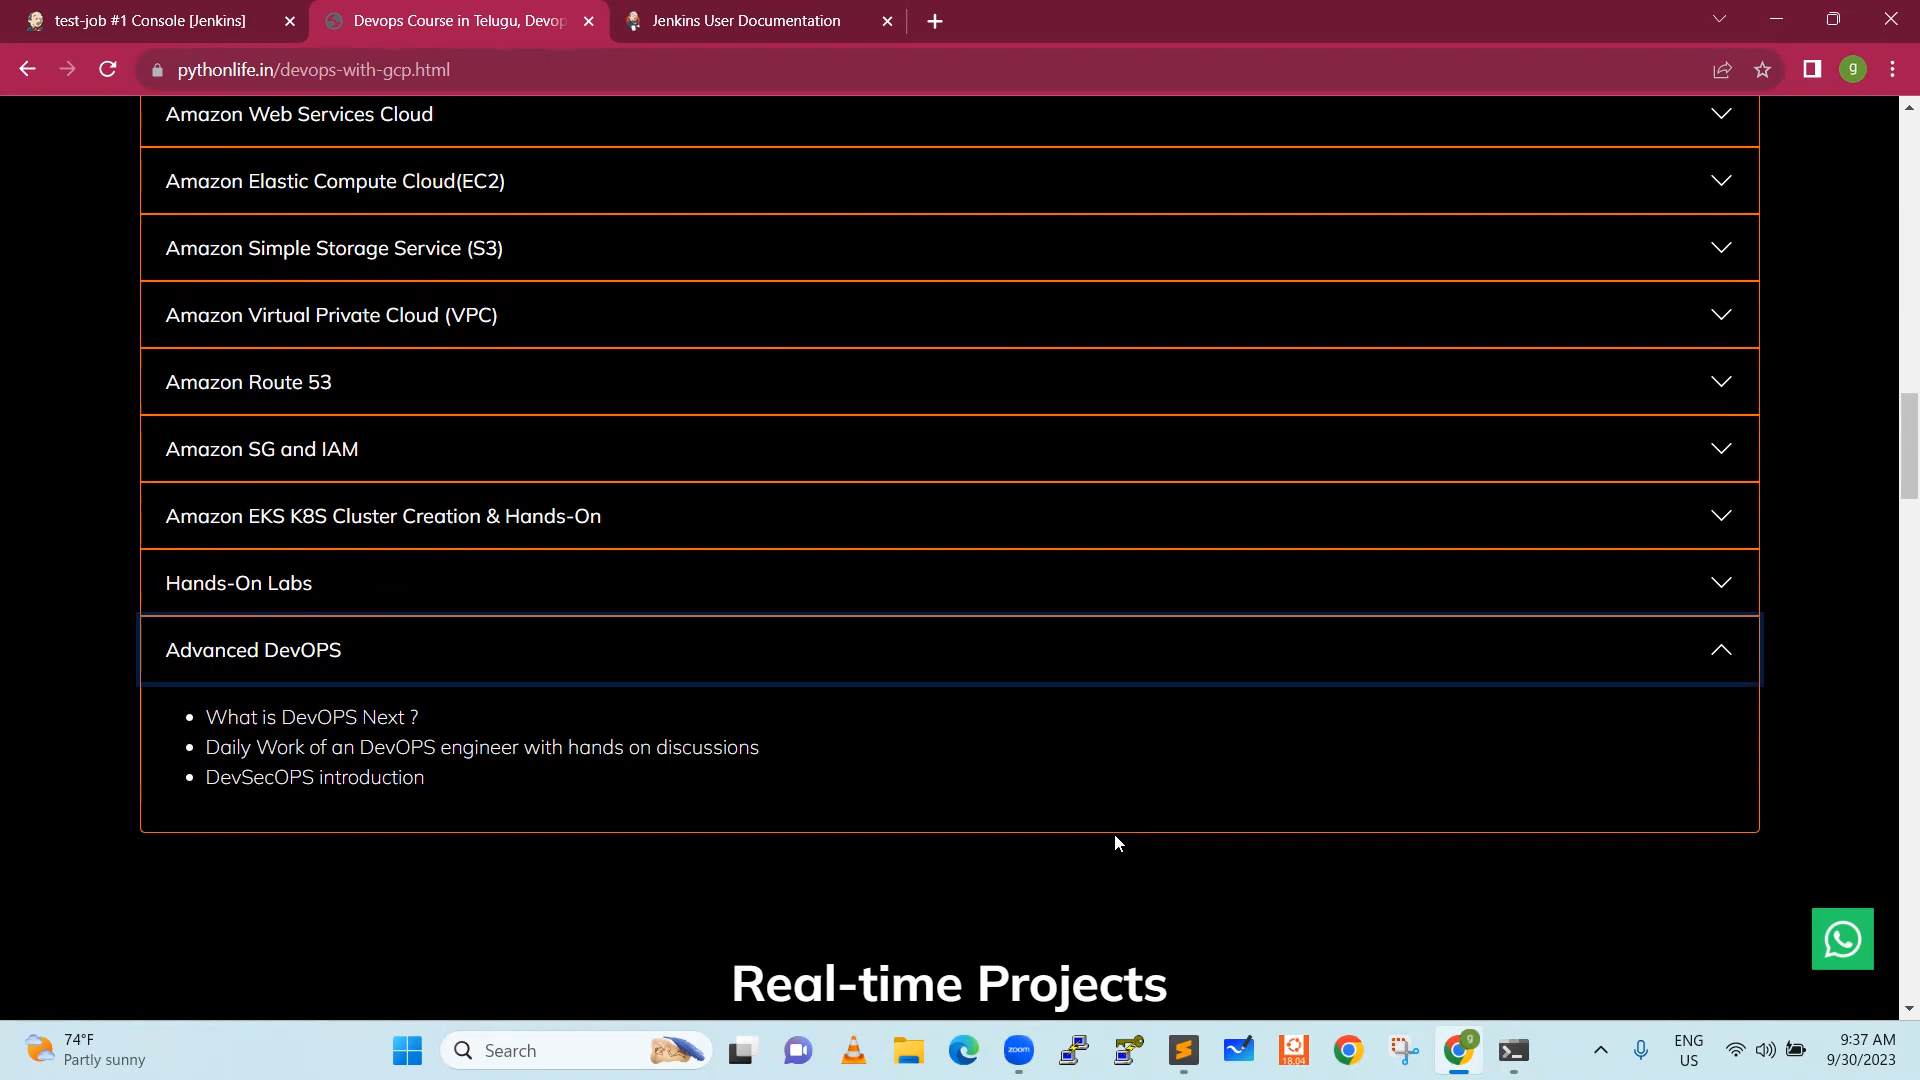 test-job #1 Console [Jenkins]
Devops Course in Telugu, Devop
Jenkins User Documentation
pythonlife.in/devops-with-gcp.html
g
Amazon Web Services Cloud
Amazon Elastic Compute Cloud(EC2)
Amazon Simple Storage Service (S3)
Amazon Virtual Private Cloud (VPC)
Amazon Route 53
Amazon SG and IAM
Amazon EKS K8S Cluster Creation & Hands-On
Hands-On Labs
Advanced DevOPS
What is DevOPS Next ?
Daily Work of an DevOPS engineer with hands on discussions
DevSecOPS introduction
Real-time Projects
74°F
Partly sunny
Search
zoom
18.04
g
ENG
US
9:37 AM
9/30/2023